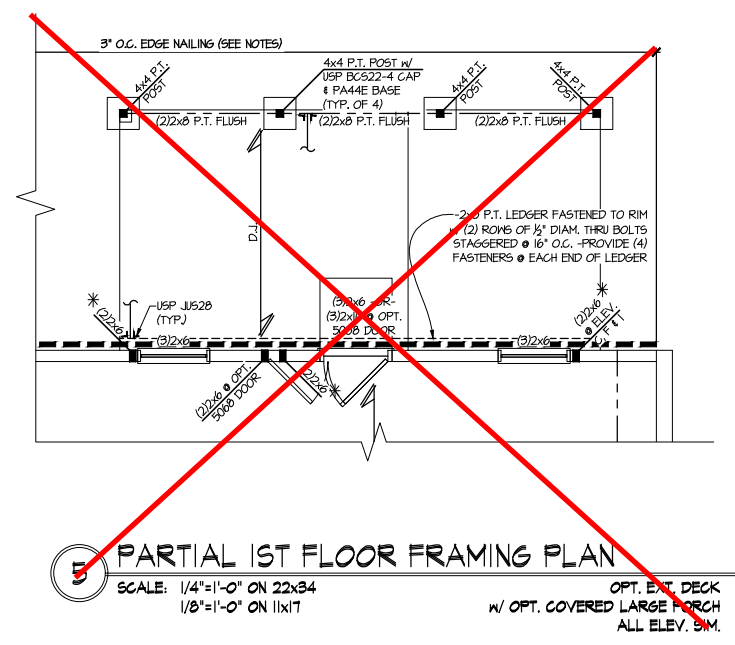 3" O.C. EDGE NAILING (SEE NOTES)
4x4 P.T.
POST
4x4 P.T. POST W/
USP BCS22-4 CAP
& PA44E BASE
(TYP. OF 4)
4x4 P.T.
POST
4x4 P.T.
POST
(2)2x8 P.T. FLUSH
(2)2x8 P.T. FLUSH
(2)2x8 P.T. FLUSH
D.J.
P.T. LEDGER FASTENED TO RIM
W/ (2) ROWS OF ½" DIAM. THRU BOLTS
STAGGERED @ 16" O.C. -PROVIDE (4)
FASTENERS @ EACH END OF LEDGER
(3)2x6 -OR-
(3)2x10 @ OPT.
5068 DOOR
USP JUS28
(TYP.)
(2)2x6
(3)2x6
(3)2x6
(2)2x6
@ ELEV.
C, F & T
(2)2x6 @ OPT.
5068 DOOR
(2)2x6
5
PARTIAL 1ST FLOOR FRAMING PLAN
SCALE: 1/4"=1'-0" ON 22x34
1/8"=1'-0" ON 11x17
OPT. EXT. DECK
W/ OPT. COVERED LARGE PORCH
ALL ELEV. SIM.